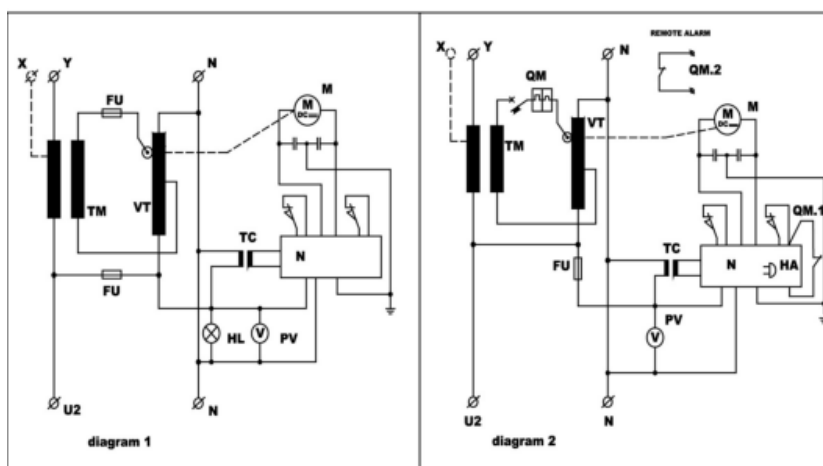 X
Y
N
FU
M
M
DC
TM
VT
TC
N
FU
HL
V
PV
U2
N
diagram 1
REMOTE ALARM
X
Y
N
QM.2
QM
VT
M
M
DC
TM
QM.1
TC
N
HA
FU
PV
V
U2
N
diagram 2